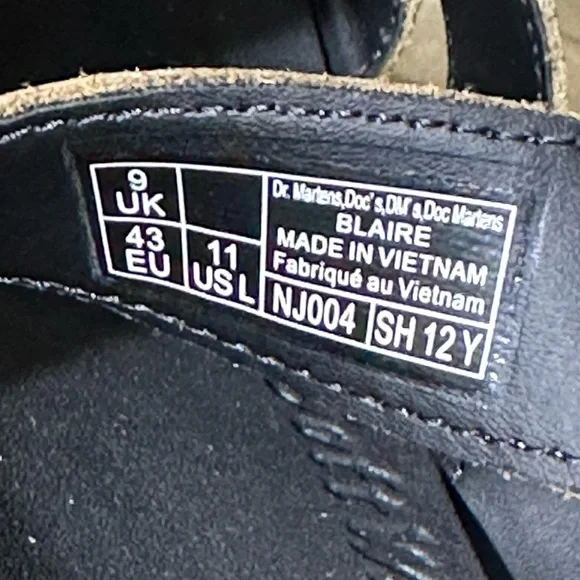 9
UK
43
EU
11
US L
Dr. Martens,Doc's,DM's,Doc Martens
BLAIRE
MADE IN VIETNAM
Fabriqué au Vietnam
NJ004
SH 12 Y